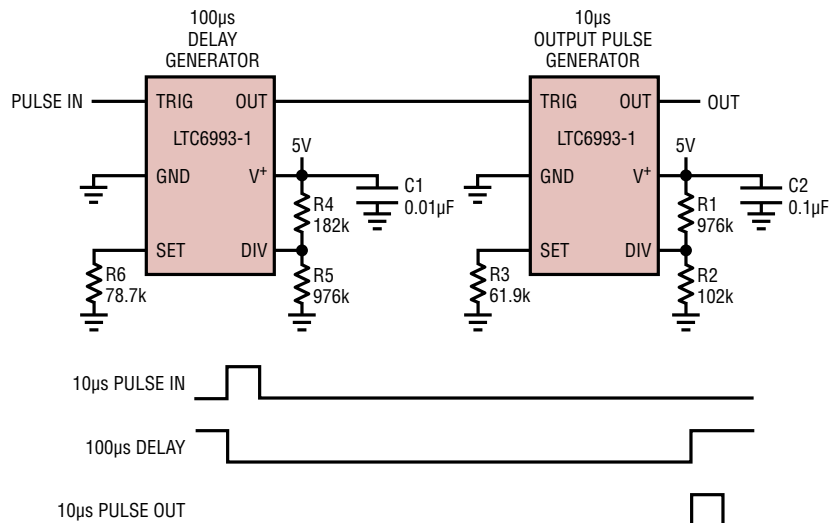 100µs
DELAY
GENERATOR
10µs
OUTPUT PULSE
GENERATOR
PULSE IN
TRIG
OUT
TRIG
OUT
OUT
LTC6993-1
5V
LTC6993-1
5V
GND
V+
C1
0.01µF
GND
V+
C2
0.1µF
R4
182k
R1
976k
SET
DIV
SET
DIV
R6
78.7k
R5
976k
R3
61.9k
R2
102k
10µs PULSE IN
100µs DELAY
10µs PULSE OUT